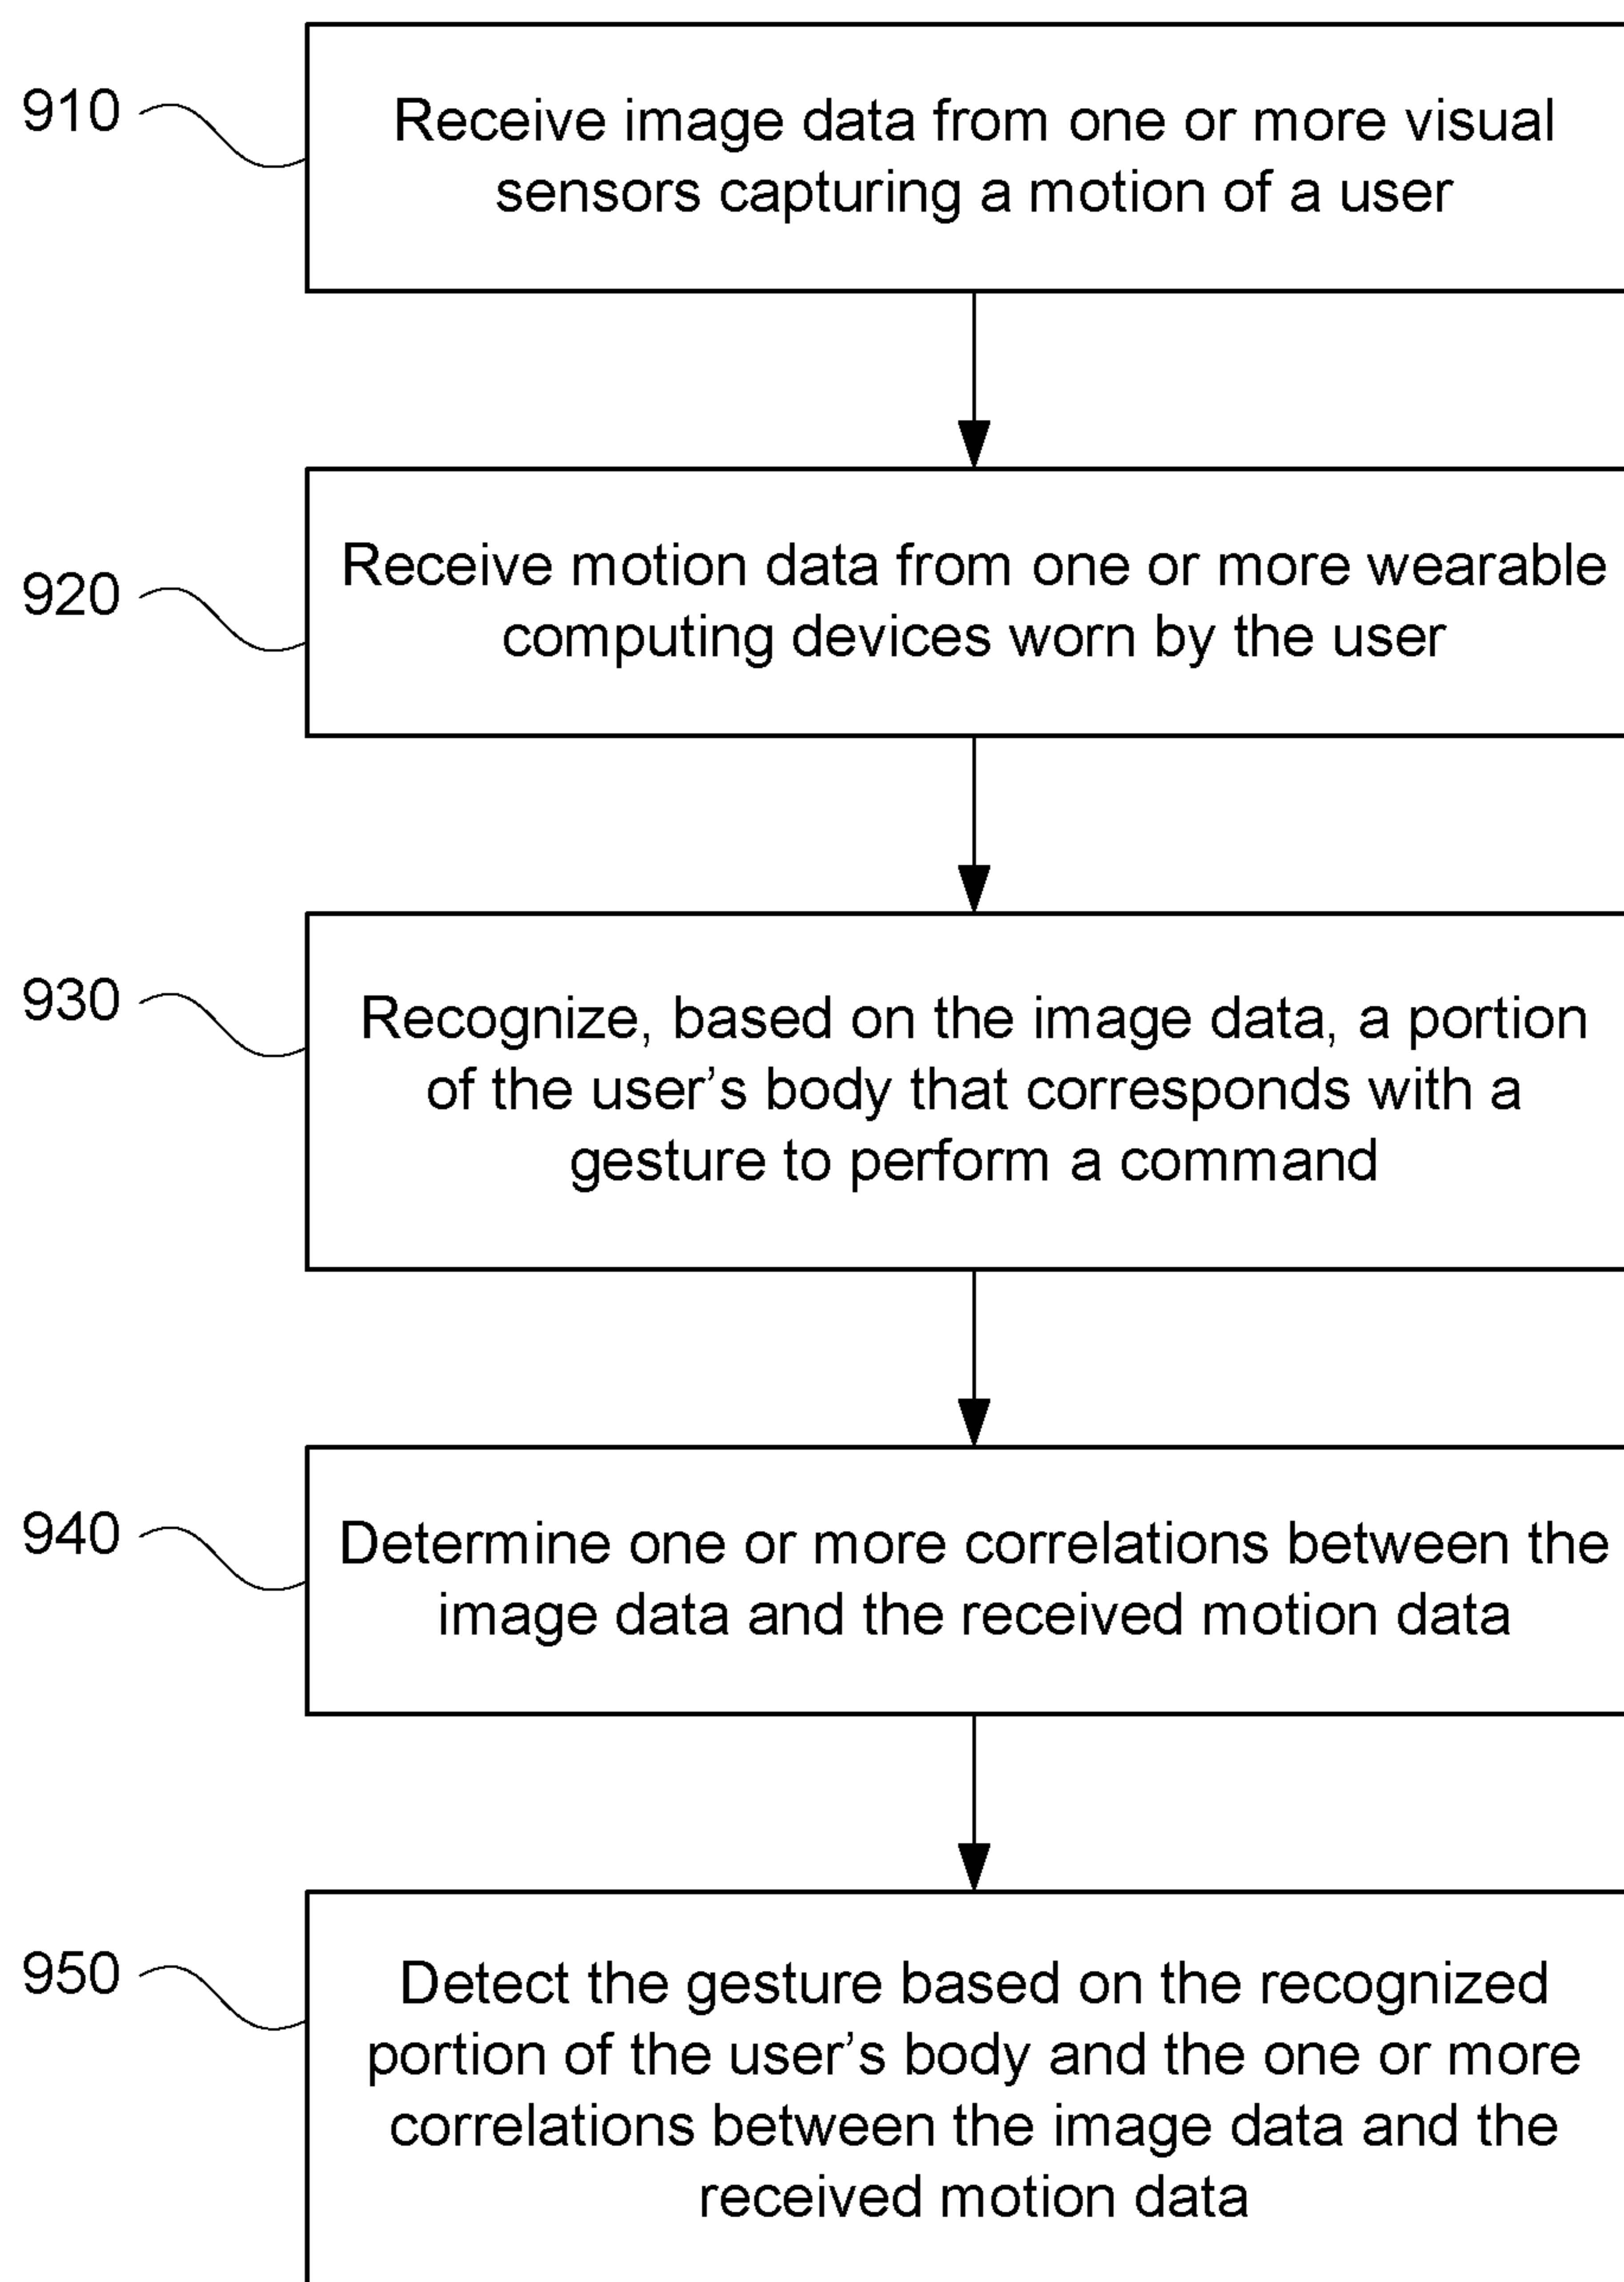 910
Receive image data from one or more visual
sensors capturing a motion of a user
920
Receive motion data from one or more wearable
computing devices worn by the user
930
Recognize, based on the image data, a portion
of the user’s body that corresponds with a
gesture to perform a command
940
Determine one or more correlations between the
image data and the received motion data
950
Detect the gesture based on the recognized
portion of the user’s body and the one or more
correlations between the image data and the
received motion data